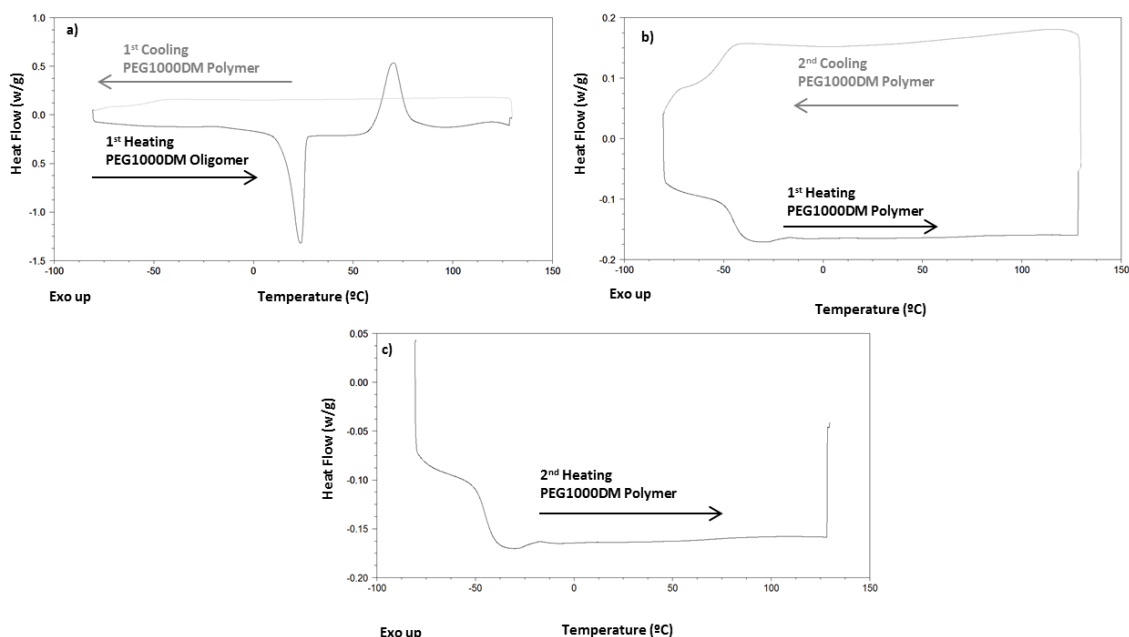 a)
1st Cooling
PEG1000DM Polymer
1st Heating
PEG1000DM Oligomer
Heat Flow (w/g)
1.0
0.5
0.0
0.5
-1.0
-1.5
-100
-50
0
50
100
150
Exo up
Temperature (ºC)
b)
2nd Cooling
PEG1000DM Polymer
1st Heating
PEG1000DM Polymer
Heat Flow (w/g)
0.2
0.1
0.0
-0.1
-0.2
-100
-50
0
50
100
150
Exo up
Temperature (ºC)
c)
2nd Heating
PEG1000DM Polymer
Heat Flow (w/g)
0.05
0.00
-0.05
-0.10
-0.15
-0.20
-100
-50
0
50
100
150
Exo up
Temperature (ºC)